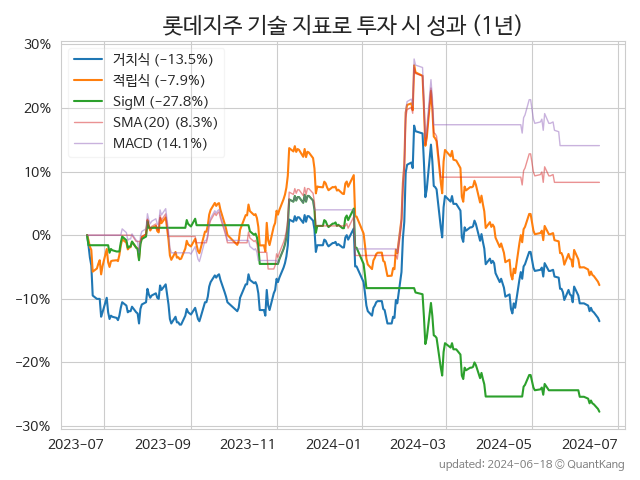 롯데지주 기술 지표로 투자 시 성과 (1년)
30%
20%
10%
0%
−10%
−20%
−30%
거치식 (−13.5%)
적립식 (−7.9%)
SigM (−27.8%)
SMA(20) (8.3%)
MACD (14.1%)
2023−07 2023−09 2023−11 2024−01 2024−03 2024−05 2024−07
updated: 2024-06-18 © QuantKang